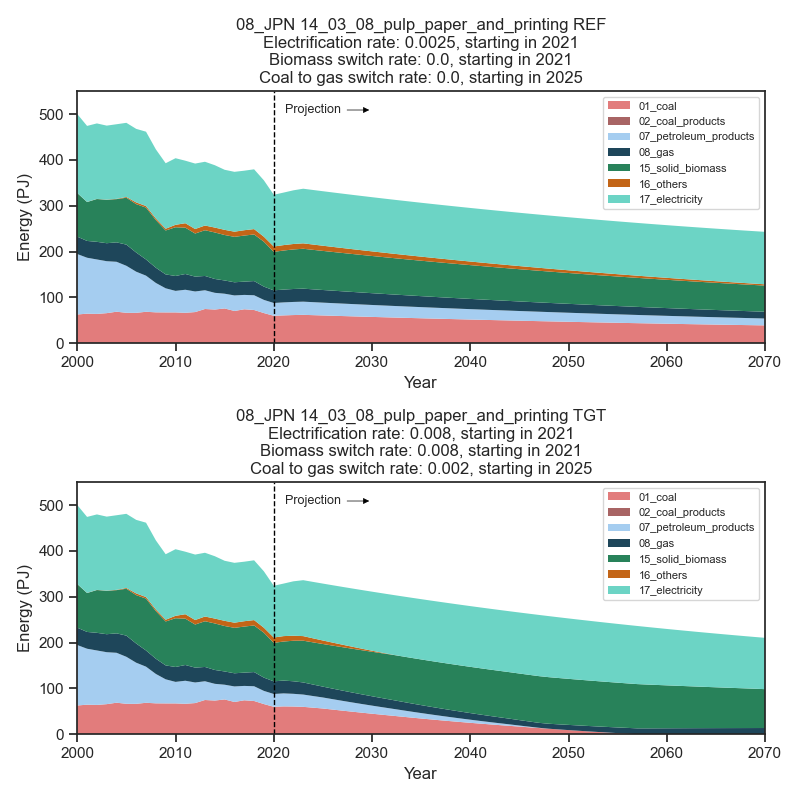 08_JPN 14_03_08_pulp_paper_and_printing REF
Electrification rate: 0.0025, starting in 2021
Biomass switch rate: 0.0, starting in 2021
Coal to gas switch rate: 0.0, starting in 2025
Projection
01_coal
02_coal_products
07_petroleum_products
08_gas
15_solid_biomass
16_others
17_electricity
Energy (PJ)
500
400
300
200
100
0
2000 2010 2020 2030 2040 2050 2060 2070
Year
08_JPN 14_03_08_pulp_paper_and_printing TGT
Electrification rate: 0.008, starting in 2021
Biomass switch rate: 0.008, starting in 2021
Coal to gas switch rate: 0.002, starting in 2025
Projection
01_coal
02_coal_products
07_petroleum_products
08_gas
15_solid_biomass
16_others
17_electricity
Energy (PJ)
500
400
300
200
100
0
2000 2010 2020 2030 2040 2050 2060 2070
Year